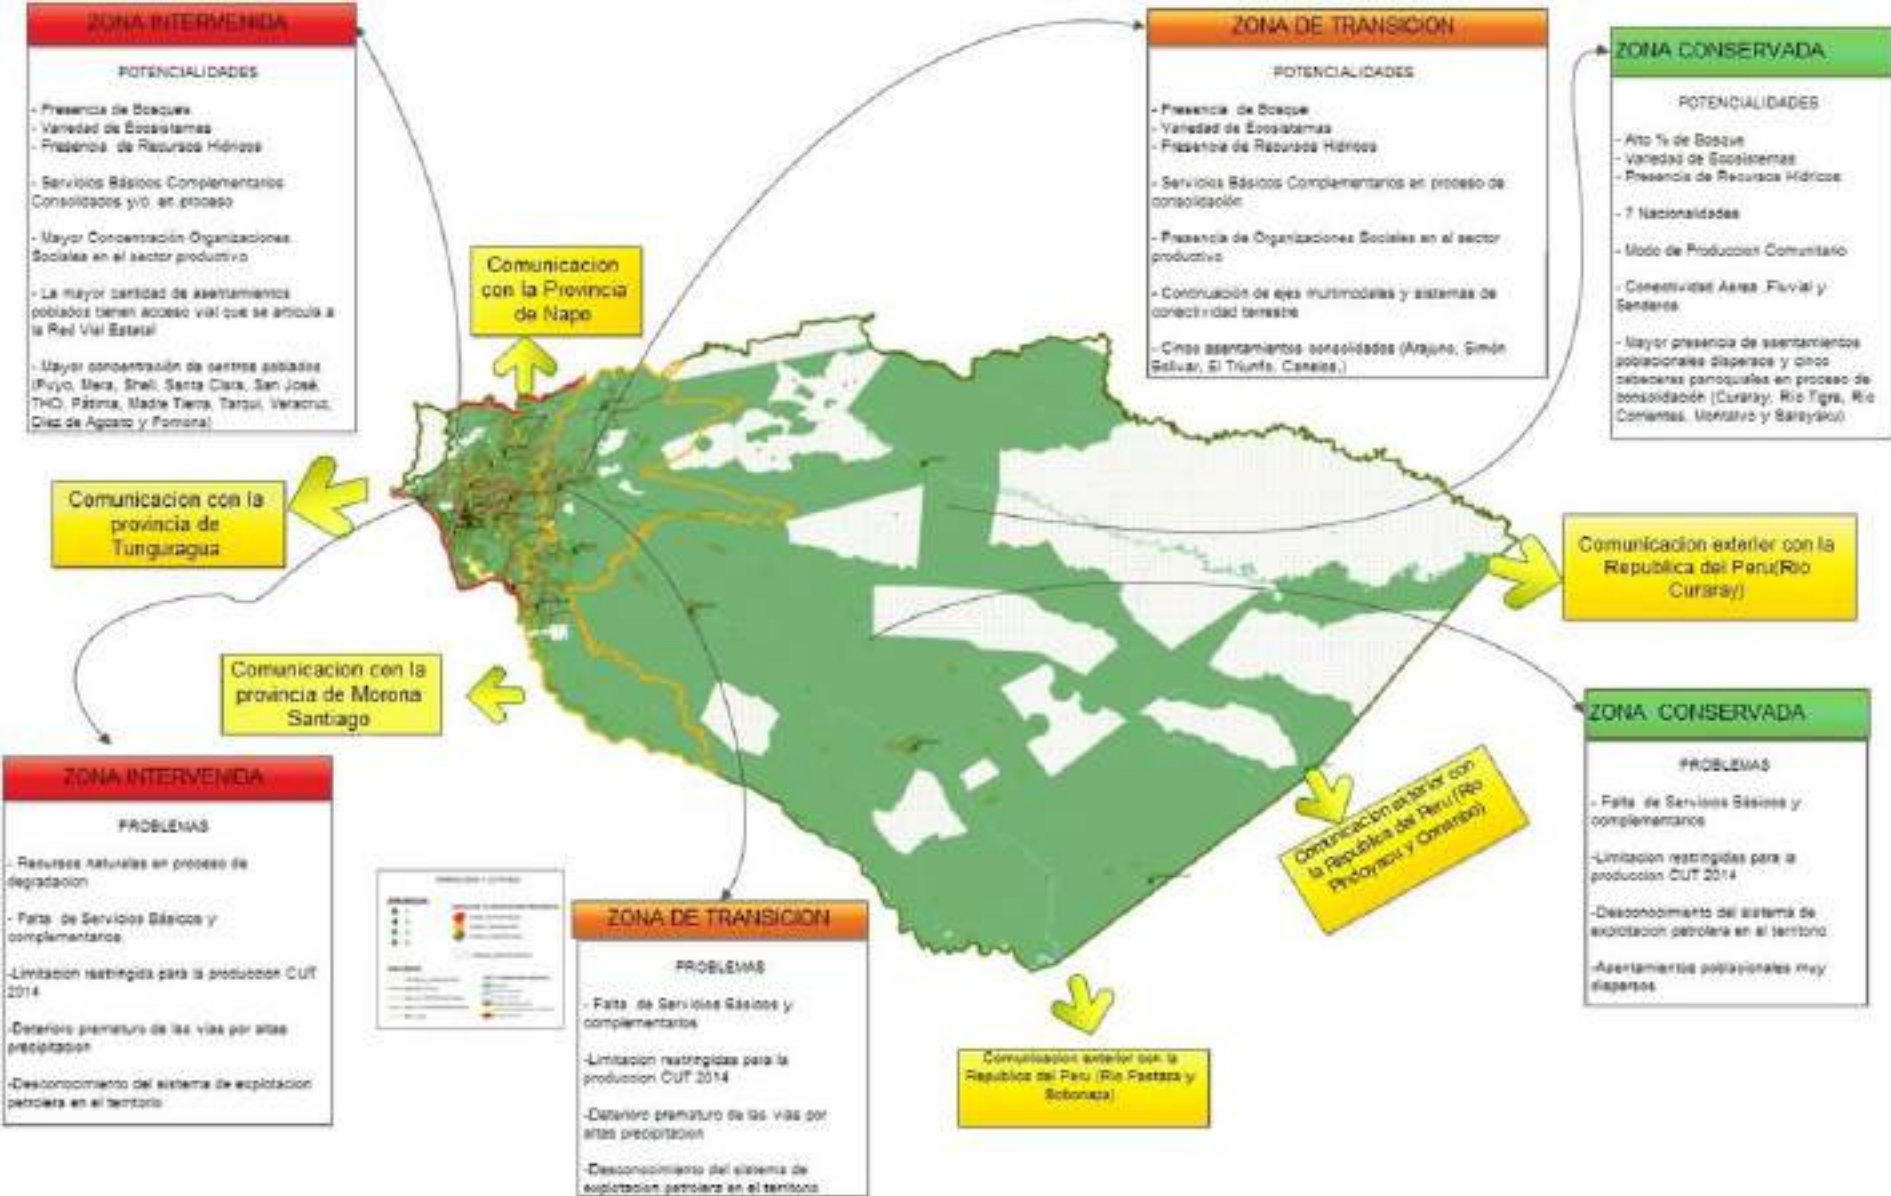 ZONA INTERVENIDA
POTENCIALIDADES
- Presencia de Bosques
- Variedad de Ecosistemas
- Presencia de Recursos Hídricos
- Servicios Básicos Complementarios
Consolidados y/o en proceso
- Mayor Concentración Organizaciones
Sociales en el sector productivo
- La mayor cantidad de asentamientos
poblados tienen acceso vial que se articula a
la Red Vial Estatal
- Mayor concentración de centros poblados
(Puyo, Mera, Shell, Santa Clara, San José,
THO, Fátima, Madre Tierra, Tarqui, Veracruz,
Diez de Agosto y Pomona)
ZONA DE TRANSICION
POTENCIALIDADES
- Presencia de Bosque
- Variedad de Ecosistemas
- Presencia de Recursos Hídricos
- Servicios Básicos Complementarios en proceso de
consolidación
- Presencia de Organizaciones Sociales en el sector
productivo
- Continuación de ejes multimodales y sistemas de
conectividad terrestre
- Cinco asentamientos consolidados (Arajuno, Simón
Bolivar, El Triunfo, Canelos,)
ZONA CONSERVADA
POTENCIALIDADES
- Alto % de Bosque
- Variedad de Ecosistemas
- Presencia de Recursos Hídricos
- 7 Nacionalidades
- Modo de Produccion Comunitario
- Conectividad Aerea ,Fluvial y
Senderos
- Mayor presencia de asentamientos
poblacionales dispersos y cinco
cabeceras parroquiales en proceso de
consolidación (Curaray, Rio Tigre, Rio
Corrientes, Montalvo y Sarayaku)
Comunicacion
con la Provincia
de Napo
Comunicacion con la
provincia de
Tunguragua
Comunicacion con la
provincia de Morona
Santiago
Comunicacion exterior con la
Republica del Peru(Rio
Curaray)
Comunicacion exterior con
la Republica del Peru (Rio
Pindoyacu y Conambo)
Comunicacion exterior con la
Republica del Peru (Rio Pastaza y
Bobonaza)
ZONA INTERVENIDA
PROBLEMAS
- Recursos naturales en proceso de
degradacion
- Falta de Servicios Básicos y
complementarios
-Limitacion restringida para la produccion CUT
2014
-Deterioro prematuro de las vias por altas
precipitacion
-Desconocimiento del sistema de explotacion
petrolera en el territorio
ZONA DE TRANSICION
PROBLEMAS
- Falta de Servicios Básicos y
complementarios
-Limitacion restringidas para la
produccion CUT 2014
-Deterioro prematuro de las vias por
altas precipitacion
-Desconocimiento del sistema de
explotacion petrolera en el territorio
ZONA CONSERVADA
PROBLEMAS
- Falta de Servicios Básicos y
complementarios
-Limitacion restringidas para la
produccion CUT 2014
-Desconocimiento del sistema de
explotacion petrolera en el territorio
-Asentamientos poblacionales muy
dispersos